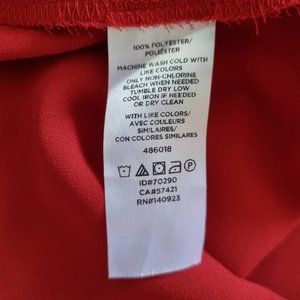 100% POLYESTER/
POLIÉSTER
MACHINE WASH COLD WITH
LIKE COLORS
ONLY NON-CHLORINE
BLEACH WHEN NEEDED
TUMBLE DRY LOW
COOL IRON IF NEEDED
OR DRY CLEAN
WITH LIKE COLORS/
AVEC COULEURS
SIMILAIRES/
CON COLORES SIMILARES
486018
ID#70290
CA#57421
RN#140923